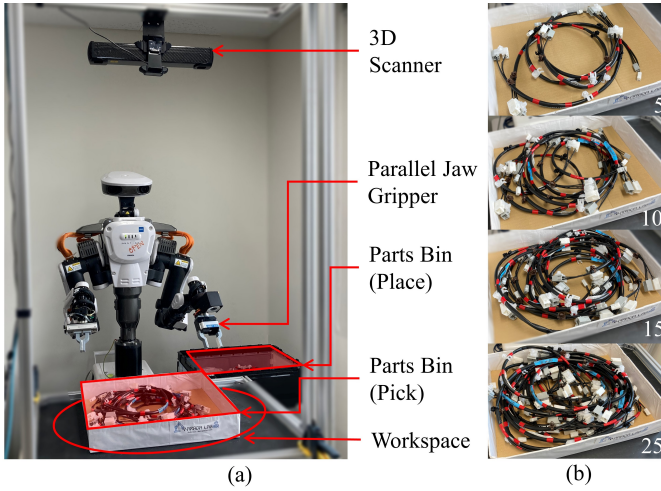 3D
Scanner
Parallel Jaw
Gripper
Parts Bin
(Place)
Parts Bin
(Pick)
Workspace
(a)
5
10
15
25
(b)